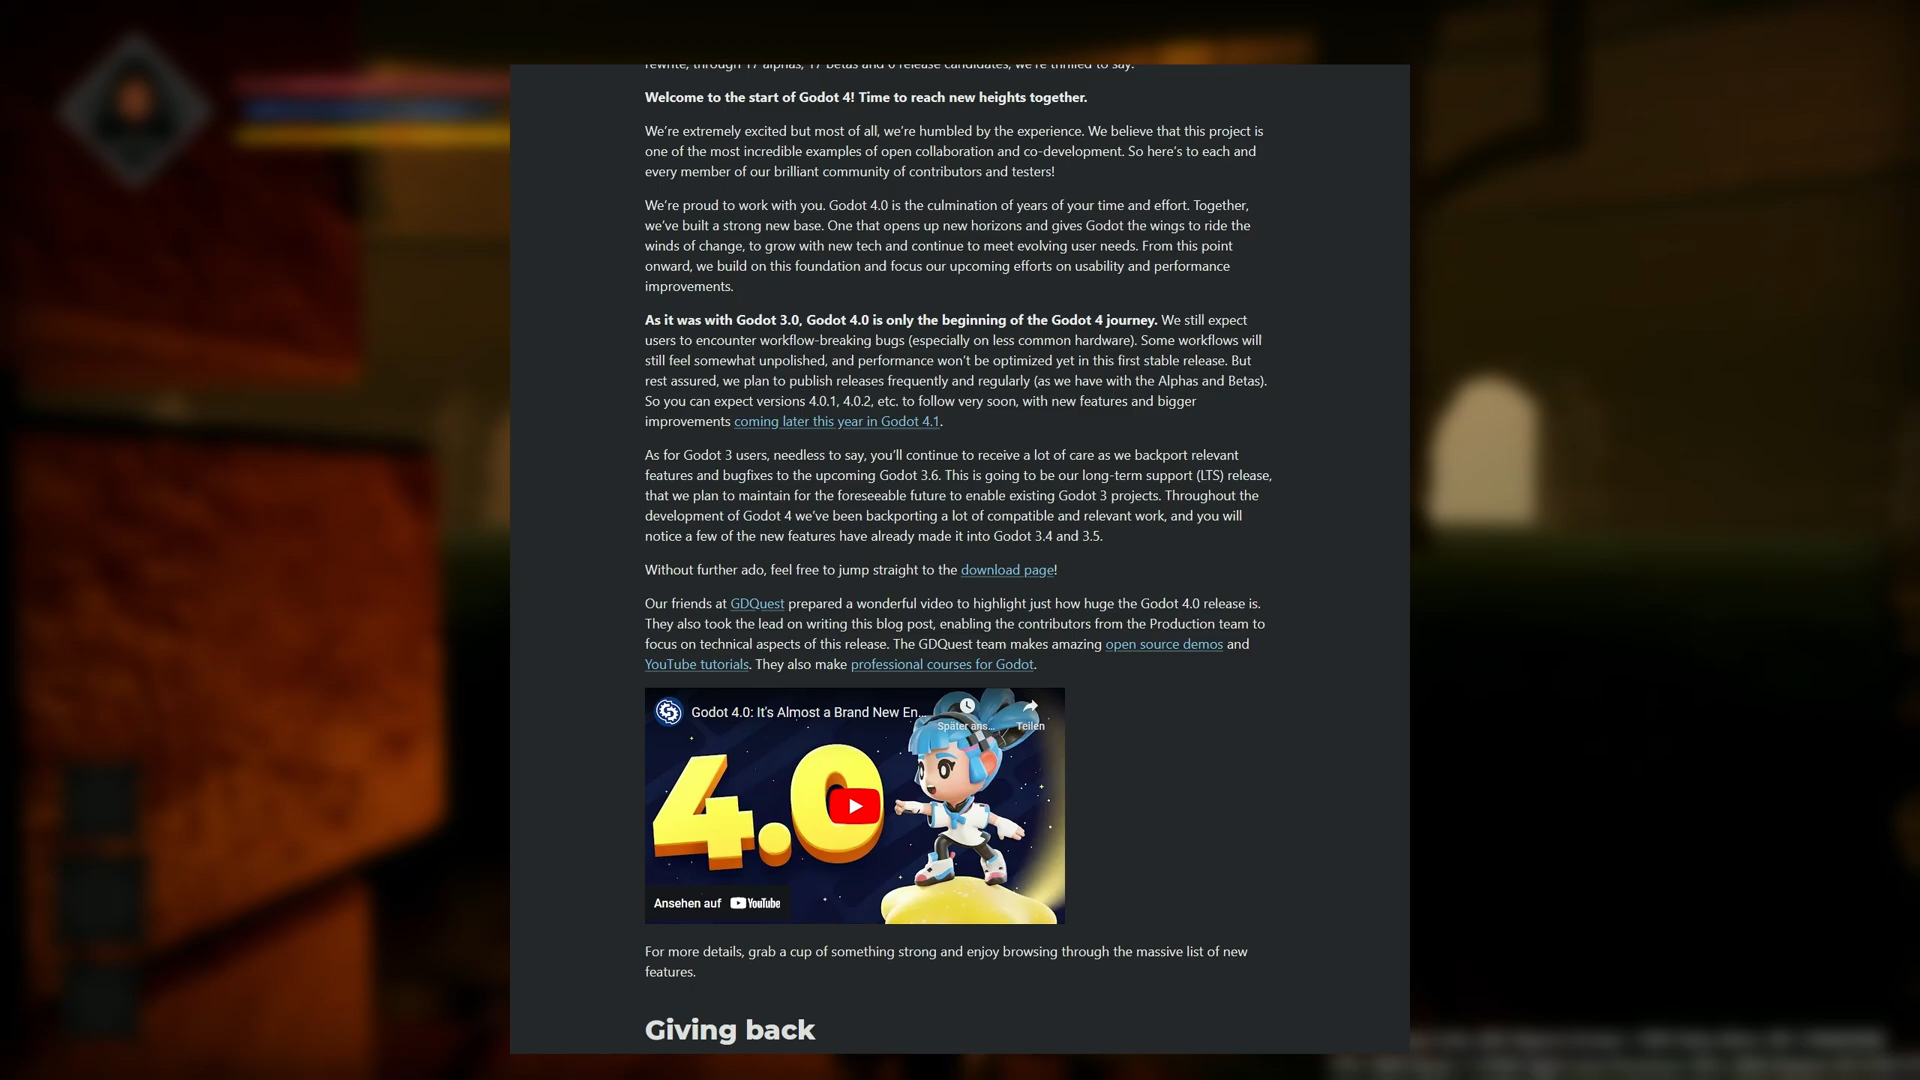 rewrite, through 17 alphas, 17 betas and 6 release candidates, we're thrilled to say:
Welcome to the start of Godot 4! Time to reach new heights together.
We're extremely excited but most of all, we're humbled by the experience. We believe that this project is
one of the most incredible examples of open collaboration and co-development. So here's to each and
every member of our brilliant community of contributors and testers!
We're proud to work with you. Godot 4.0 is the culmination of years of your time and effort. Together,
we've built a strong new base. One that opens up new horizons and gives Godot the wings to ride the
winds of change, to grow with new tech and continue to meet evolving user needs. From this point
onward, we build on this foundation and focus our upcoming efforts on usability and performance
improvements.
As it was with Godot 3.0, Godot 4.0 is only the beginning of the Godot 4 journey. We still expect
users to encounter workflow-breaking bugs (especially on less common hardware). Some workflows will
still feel somewhat unpolished, and performance won't be optimized yet in this first stable release. But
rest assured, we plan to publish releases frequently and regularly (as we have with the Alphas and Betas).
So you can expect versions 4.0.1, 4.0.2, etc. to follow very soon, with new features and bigger
improvements coming later this year in Godot 4.1.
As for Godot 3 users, needless to say, you'll continue to receive a lot of care as we backport relevant
features and bugfixes to the upcoming Godot 3.6. This is going to be our long-term support (LTS) release,
that we plan to maintain for the foreseeable future to enable existing Godot 3 projects. Throughout the
development of Godot 4 we've been backporting a lot of compatible and relevant work, and you will
notice a few of the new features have already made it into Godot 3.4 and 3.5.
Without further ado, feel free to jump straight to the download page!
Our friends at GDQuest prepared a wonderful video to highlight just how huge the Godot 4.0 release is.
They also took the lead on writing this blog post, enabling the contributors from the Production team to
focus on technical aspects of this release. The GDQuest team makes amazing open source demos and
YouTube tutorials. They also make professional courses for Godot.
Godot 4.0: It's Almost a Brand New En...
Später ans... Teilen
4.0
Ansehen auf YouTube
For more details, grab a cup of something strong and enjoy browsing through the massive list of new
features.
Giving back